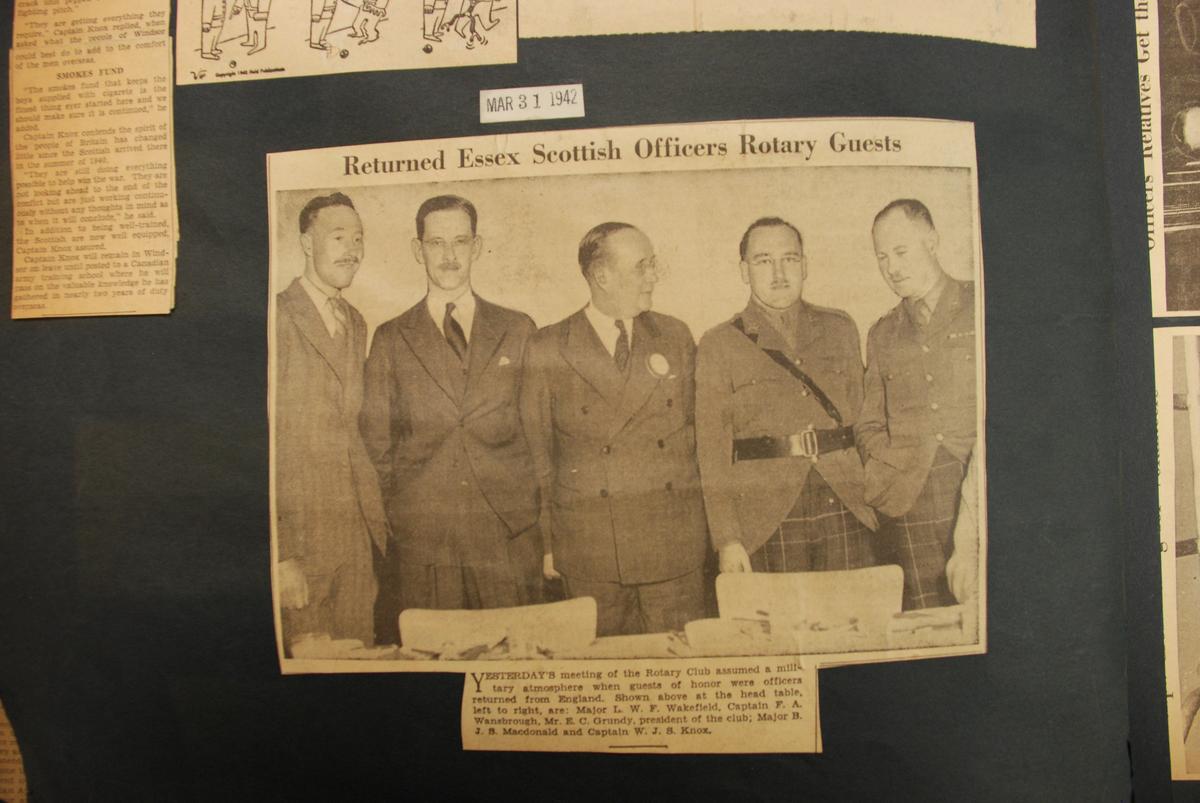 fighting pitch."
"They are getting everything they
require," Captain Knox replied, when
asked what the people of Windsor
could best do to add to the comfort
of the men overseas.
SMOKES FUND
"The smokes fund that keeps the
boys supplied with cigarets is the
finest thing ever started here and we
should make sure it is continued," he
added.
Captain Knox contends the spirit of
the people of Britain has changed
little since the Scottish arrived there
in the summer of 1940.
"They are still doing everything
possible to help win the war. They are
not looking ahead to the end of the
conflict but are just working continu-
ously without any thoughts in mind as
to when it will conclude," he said.
In addition to being well-trained,
the Scottish are now well equipped,
Captain Knox assured.
Captain Knox will remain in Wind-
sor on leave until posted to a Canadian
army training school where he will
pass on the valuable knowledge he has
gathered in nearly two years of duty
overseas.
Copyright 1942
MAR 31 1942
Returned Essex Scottish Officers Rotary Guests
YESTERDAY'S meeting of the Rotary Club assumed a mili-
tary atmosphere when guests of honor were officers
returned from England. Shown above at the head table,
left to right, are: Major L. W. F. Wakefield, Captain F. A.
Wansbrough, Mr. E. C. Grundy, president of the club; Major B.
J. S. Macdonald and Captain W. J. S. Knox.
Officers Relatives Get